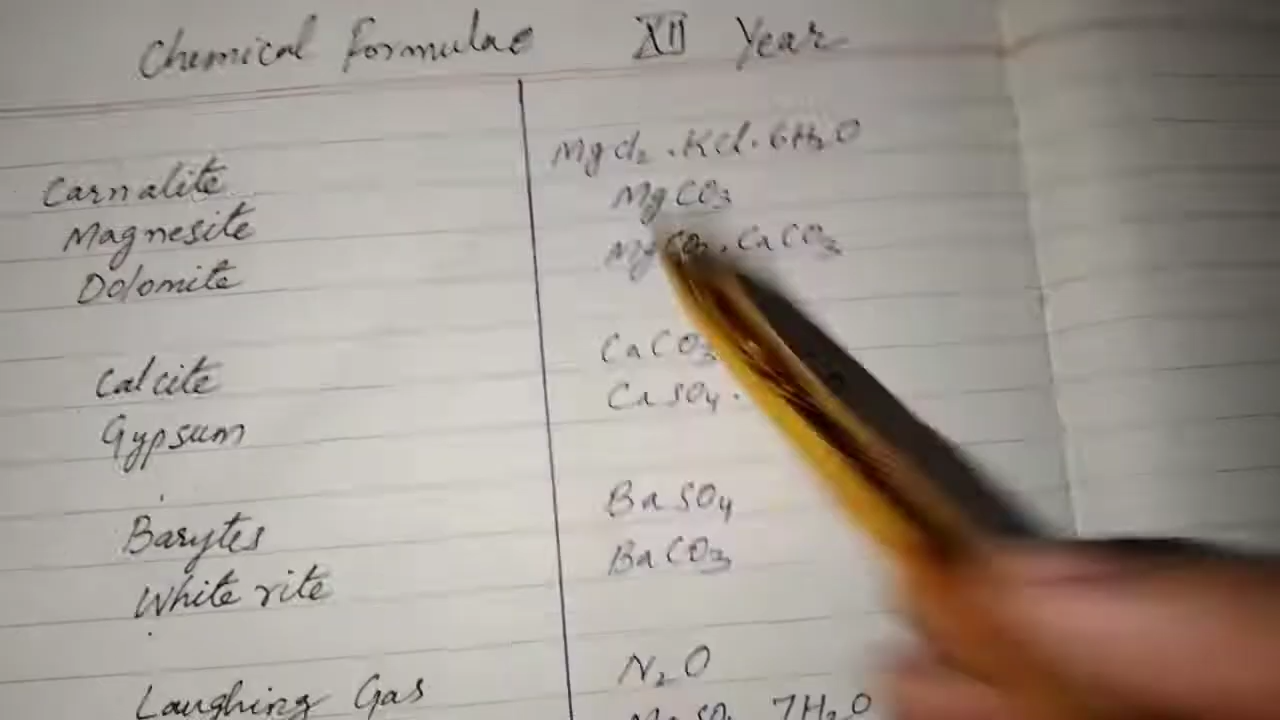 Chemical Formulae XII Year
Carnalite MgCl2 . KCl . 6H2O
Magnesite MgCO3
Dolomite MgCO3 . CaCO3
Calcite CaCO3
Gypsum CaSO4 .
Barytes BaSO4
White rite BaCO3
Laughing Gas N2O
7H2O